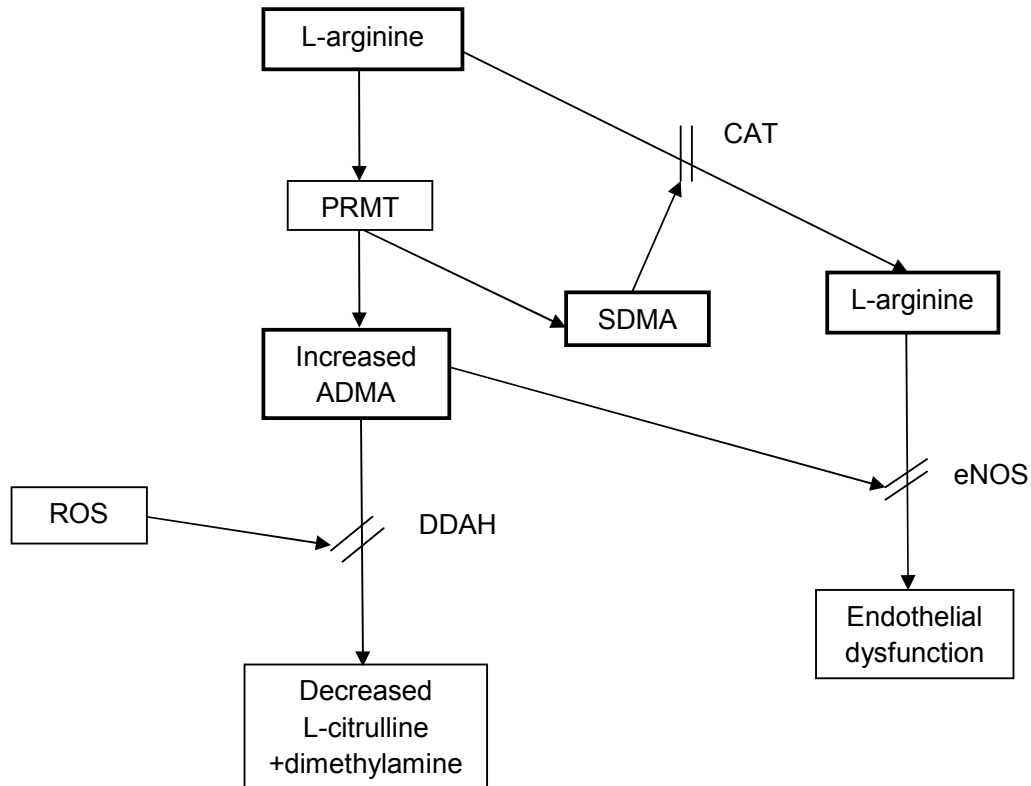 L-arginine
CAT
PRMT
SDMA
L-arginine
Increased
ADMA
eNOS
ROS
DDAH
Endothelial
dysfunction
Decreased
L-citrulline
+dimethylamine